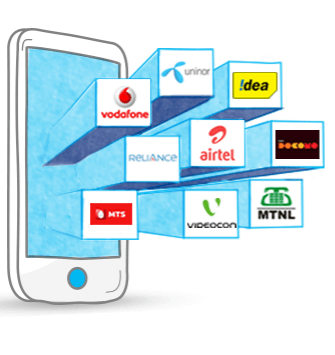 uninor
!dea
vodafone
DOCOMO
RELIANCE
airtel
MTS
VIDEOCON
MTNL